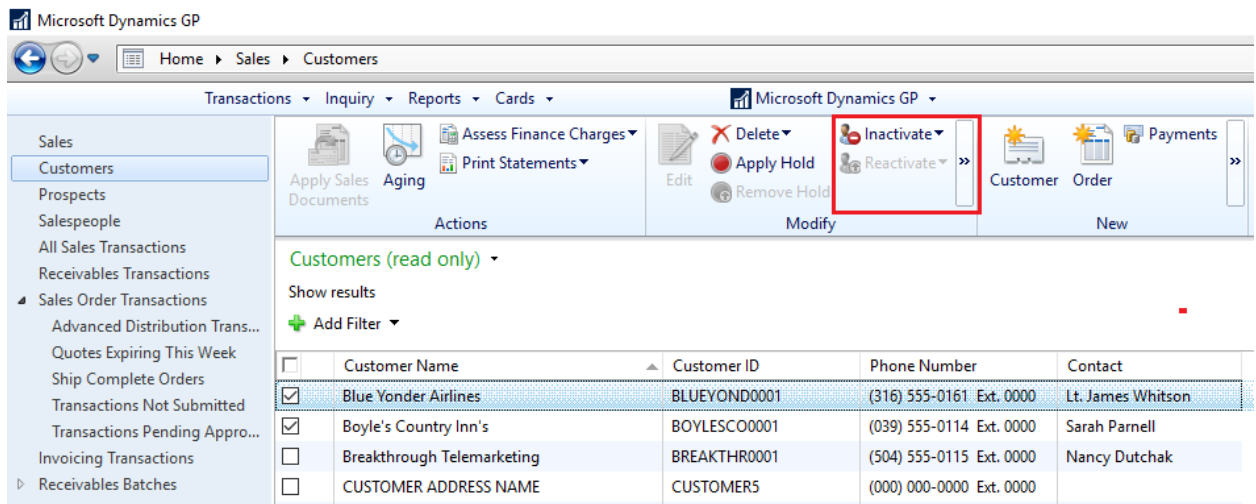 Microsoft Dynamics GP
Home Sales Customers
Transactions Inquiry Reports Cards Microsoft Dynamics GP
Sales
Customers
Prospects
Salespeople
All Sales Transactions
Receivables Transactions
Sales Order Transactions
Advanced Distribution Trans...
Quotes Expiring This Week
Ship Complete Orders
Transactions Not Submitted
Transactions Pending Appro...
Invoicing Transactions
Receivables Batches
Apply Sales Documents
Aging
Assess Finance Charges
Print Statements
Actions
Edit
Delete
Apply Hold
Remove Hold
Inactivate
Reactivate
»
Modify
Customer
Order
Payments
»
New
Customers (read only)
Show results
Add Filter
Customer Name Customer ID Phone Number Contact
Blue Yonder Airlines BLUEYOND0001 (316) 555-0161 Ext. 0000 Lt. James Whitson
Boyle's Country Inn's BOYLESCO0001 (039) 555-0114 Ext. 0000 Sarah Parnell
Breakthrough Telemarketing BREAKTHR0001 (504) 555-0115 Ext. 0000 Nancy Dutchak
CUSTOMER ADDRESS NAME CUSTOMER5 (000) 000-0000 Ext. 0000